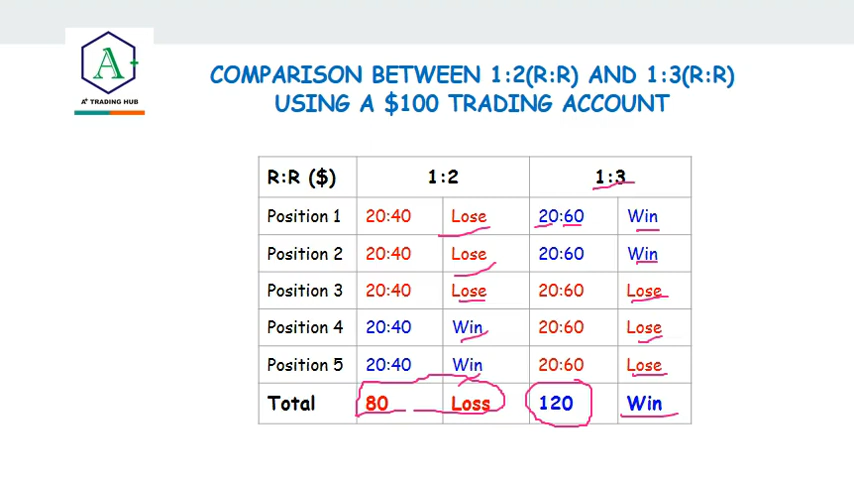 A+
A+ TRADING HUB
COMPARISON BETWEEN 1:2(R:R) AND 1:3(R:R)
USING A $100 TRADING ACCOUNT
R:R ($) 1:2 1:3
Position 1 20:40 Lose 20:60 Win
Position 2 20:40 Lose 20:60 Win
Position 3 20:40 Lose 20:60 Lose
Position 4 20:40 Win 20:60 Lose
Position 5 20:40 Win 20:60 Lose
Total 80 Loss 120 Win